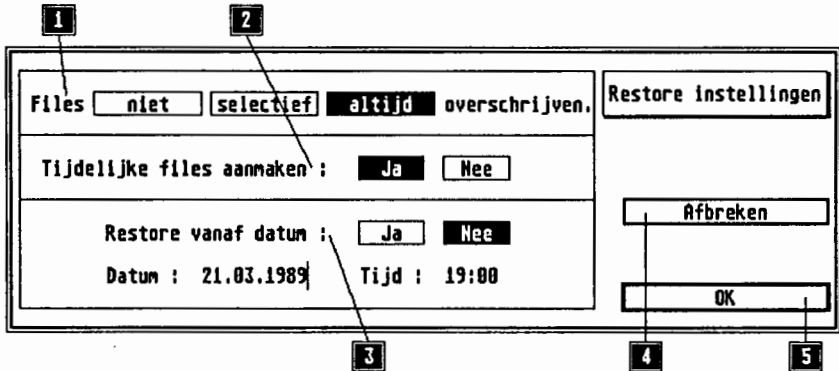 1 2
Files niet selectief altijd overschrijven.
Restore instellingen
Tijdelijke files aanmaken : Ja Nee
Restore vanaf datum : Ja Nee
Afbreken
Datum : 21.03.1989 Tijd : 19:00
OK
3 4 5